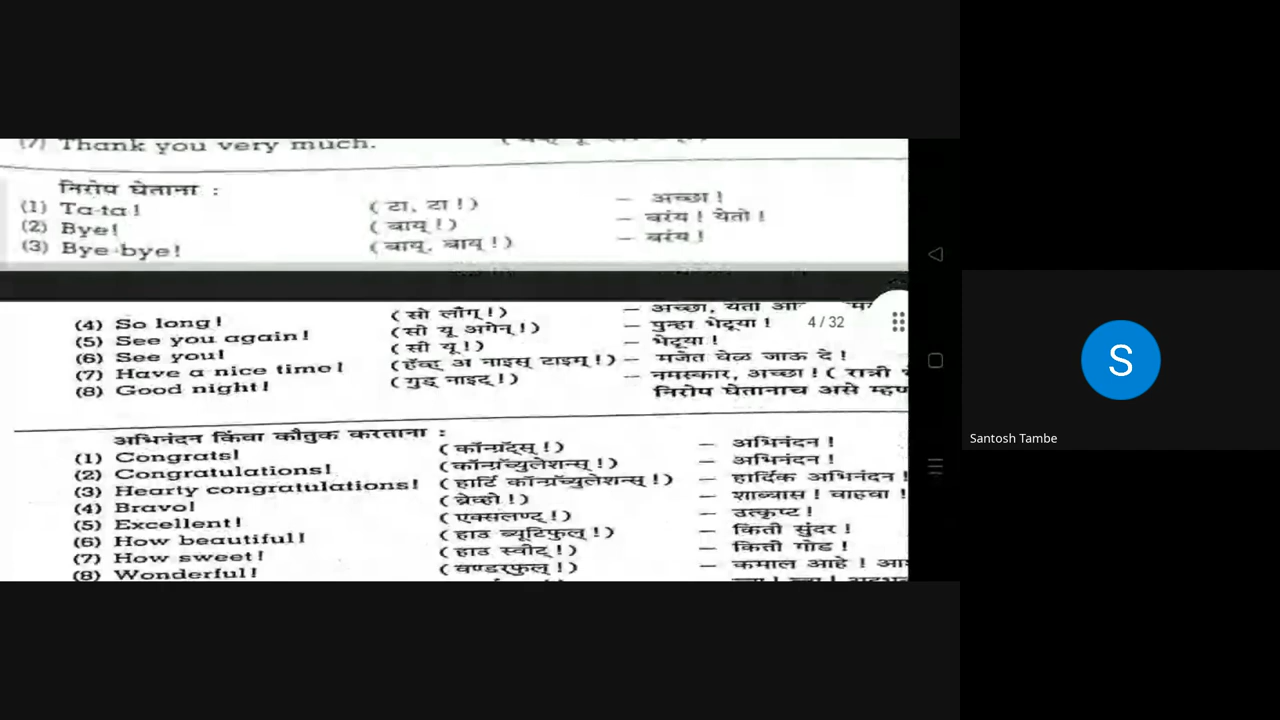 (7) Thank you very much.
निरोप घेताना :
(1) Ta-ta! ( टा, टा ! ) – अच्छा !
(2) Bye! ( बाय् ! ) – बरंय ! येतो !
(3) Bye-bye! ( बाय्, बाय् ! ) – बरंय !
(4) So long! ( सो लाँग् ! ) – अच्छा, येतो
(5) See you again! ( सी यू अगेन् ! ) – पुन्हा भेटूया !
4 / 32
(6) See you! ( सी यू ! ) – भेटूया !
(7) Have a nice time! ( हॅव्ह् अ नाइस् टाइम् ! ) – मजेत वेळ जाऊ दे !
(8) Good night! ( गुड् नाइट् ! ) – नमस्कार, अच्छा ! ( रात्री
निरोप घेतानाच असे
अभिनंदन किंवा कौतुक करताना :
(1) Congrats! ( काँन्ग्रॅट्स् ! ) – अभिनंदन !
(2) Congratulations! ( काँन्ग्रॅच्युलेशन्स् ! ) – अभिनंदन !
(3) Hearty congratulations! ( हार्टि काँन्ग्रॅच्युलेशन्स् ! ) – हार्दिक अभिनंदन !
(4) Bravo! ( ब्रेव्हो ! ) – शाब्बास ! वाहवा !
(5) Excellent! ( एक्सलण्ट् ! ) – उत्कृष्ट !
(6) How beautiful! ( हाउ ब्यूटिफुल् ! ) – किती सुंदर !
(7) How sweet! ( हाउ स्वीट् ! ) – किती गोड !
(8) Wonderful! ( वण्डरफुल् ! ) – कमाल आहे !
S
Santosh Tambe